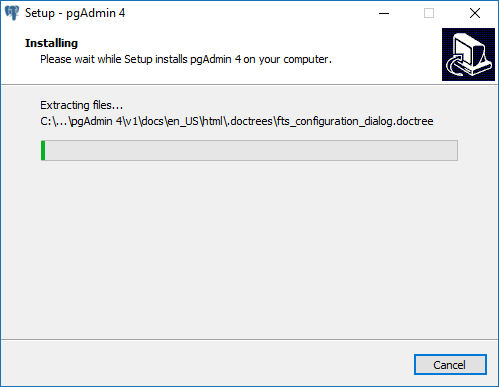 Setup - pgAdmin 4
Installing
Please wait while Setup installs pgAdmin 4 on your computer.
Extracting files...
C:\...\pgAdmin 4\v1\docs\en_US\html\.doctrees\fts_configuration_dialog.doctree
Cancel